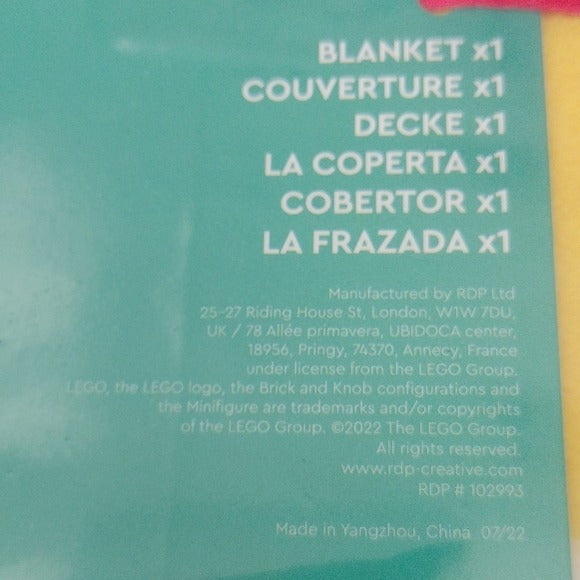 BLANKET x1
COUVERTURE x1
DECKE x1
LA COPERTA x1
COBERTOR x1
LA FRAZADA x1
Manufactured by RDP Ltd
25-27 Riding House St, London, W1W 7DU,
UK / 78 Allée primavera, UBIDOCA center,
18956, Pringy, 74370, Annecy, France
under license from the LEGO Group.
LEGO, the LEGO logo, the Brick and Knob configurations and
the Minifigure are trademarks and/or copyrights
of the LEGO Group. ©2022 The LEGO Group.
All rights reserved.
www.rdp-creative.com
RDP # 102993
Made in Yangzhou, China 07/22